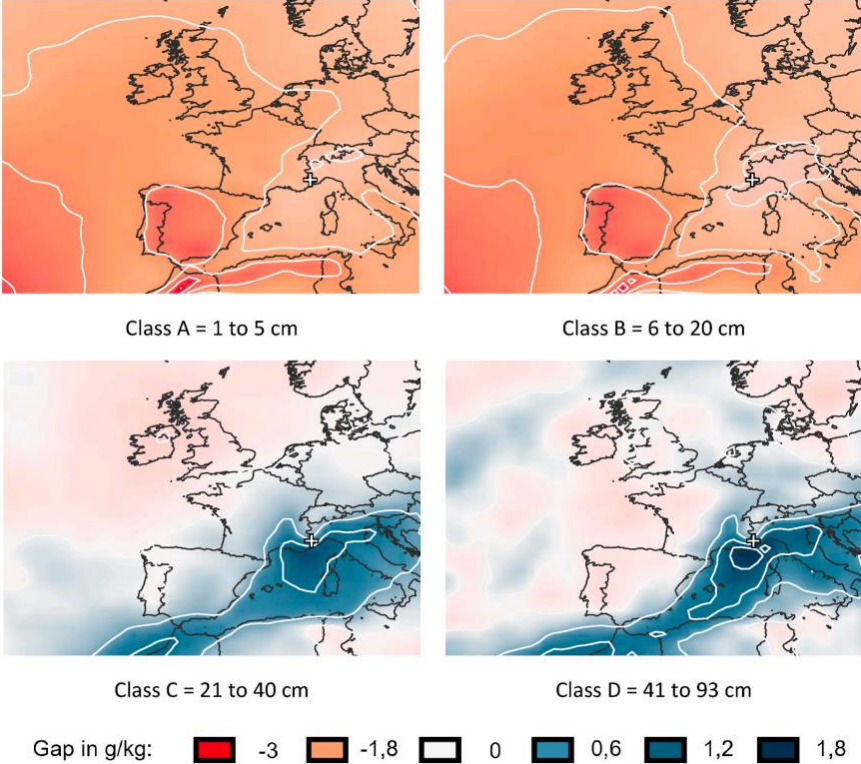 Class A = 1 to 5 cm Class B = 6 to 20 cm
Class C = 21 to 40 cm Class D = 41 to 93 cm
Gap in g/kg: -3 -1,8 0 0,6 1,2 1,8